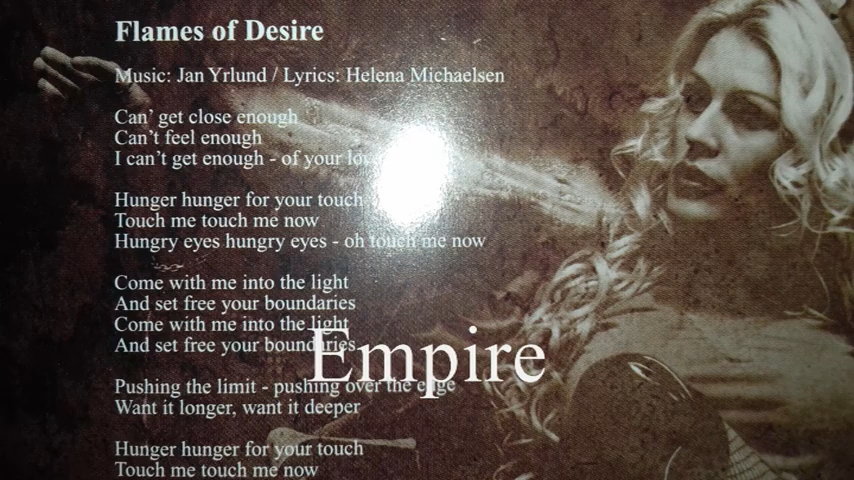 Flames of Desire
Music: Jan Yrlund / Lyrics: Helena Michaelsen
Can' get close enough
Can't feel enough
I can't get enough - of your love
Hunger hunger for your touch
Touch me touch me now
Hungry eyes hungry eyes - oh touch me now
Come with me into the light
And set free your boundaries
Come with me into the light
And set free your boundaries
Empire
Pushing the limit - pushing over the edge
Want it longer, want it deeper
Hunger hunger for your touch
Touch me touch me now